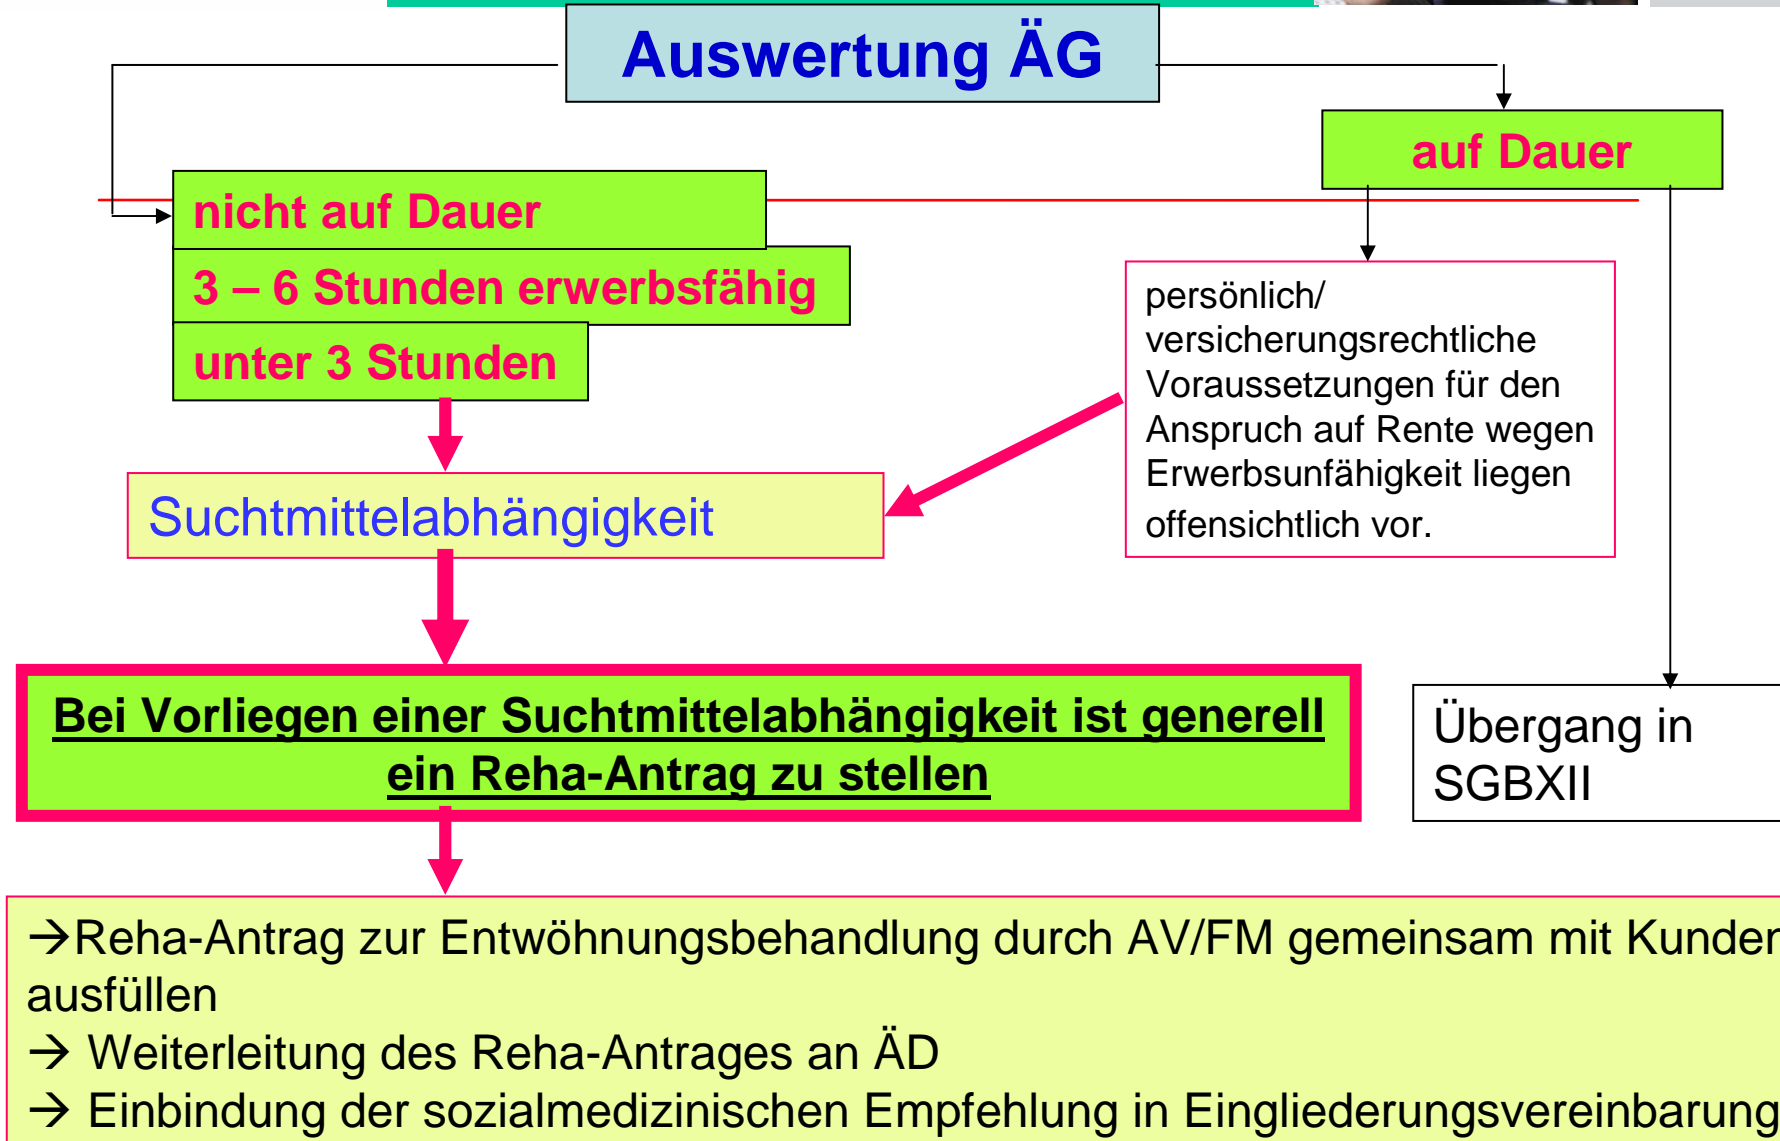 Auswertung ÄG
auf Dauer
nicht auf Dauer
3 – 6 Stunden erwerbsfähig
unter 3 Stunden
persönlich/
versicherungsrechtliche
Voraussetzungen für den
Anspruch auf Rente wegen
Erwerbsunfähigkeit liegen
offensichtlich vor.
Suchtmittelabhängigkeit
Bei Vorliegen einer Suchtmittelabhängigkeit ist generell
ein Reha-Antrag zu stellen
Übergang in
SGBXII
→Reha-Antrag zur Entwöhnungsbehandlung durch AV/FM gemeinsam mit Kunden
ausfüllen
→ Weiterleitung des Reha-Antrages an ÄD
→ Einbindung der sozialmedizinischen Empfehlung in Eingliederungsvereinbarung